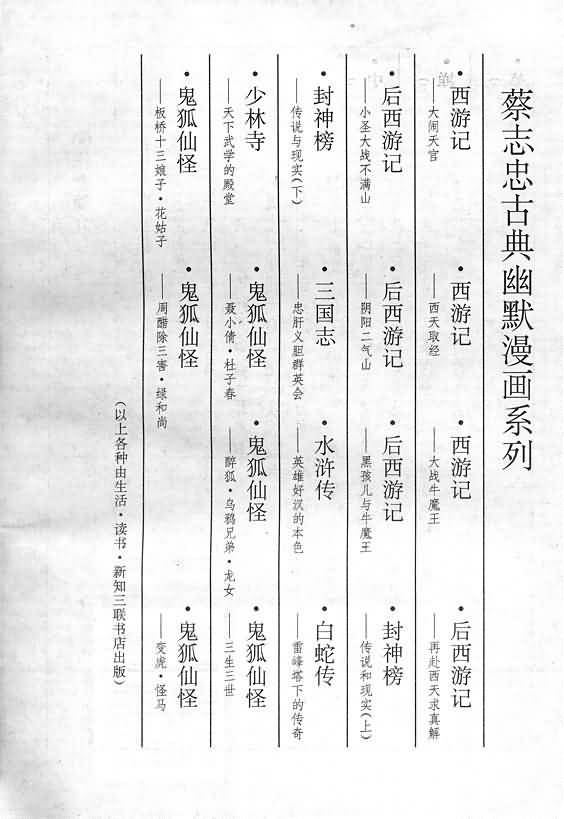 蔡志忠古典幽默漫画系列
•西游记
——大闹天宫
•西游记
——西天取经
•西游记
——大战牛魔王
•后西游记
——再赴西天求真解
•后西游记
——小圣大战不满山
•后西游记
——阴阳二气山
•后西游记
——黑孩儿与牛魔王
•封神榜
——传说和现实(上)
•封神榜
——传说与现实(下)
•三国志
——忠肝义胆群英会
•水浒传
——英雄好汉的本色
•白蛇传
——雷峰塔下的传奇
•少林寺
——天下武学的殿堂
•鬼狐仙怪
——聂小倩·杜子春
•鬼狐仙怪
——醉狐·乌鸦兄弟·龙女
•鬼狐仙怪
——三生三世
•鬼狐仙怪
——板桥十三娘子·花姑子
•鬼狐仙怪
——周醋除三害·绿和尚
•鬼狐仙怪
——变虎·怪马
(以上各种由生活·读书·新知三联书店出版)